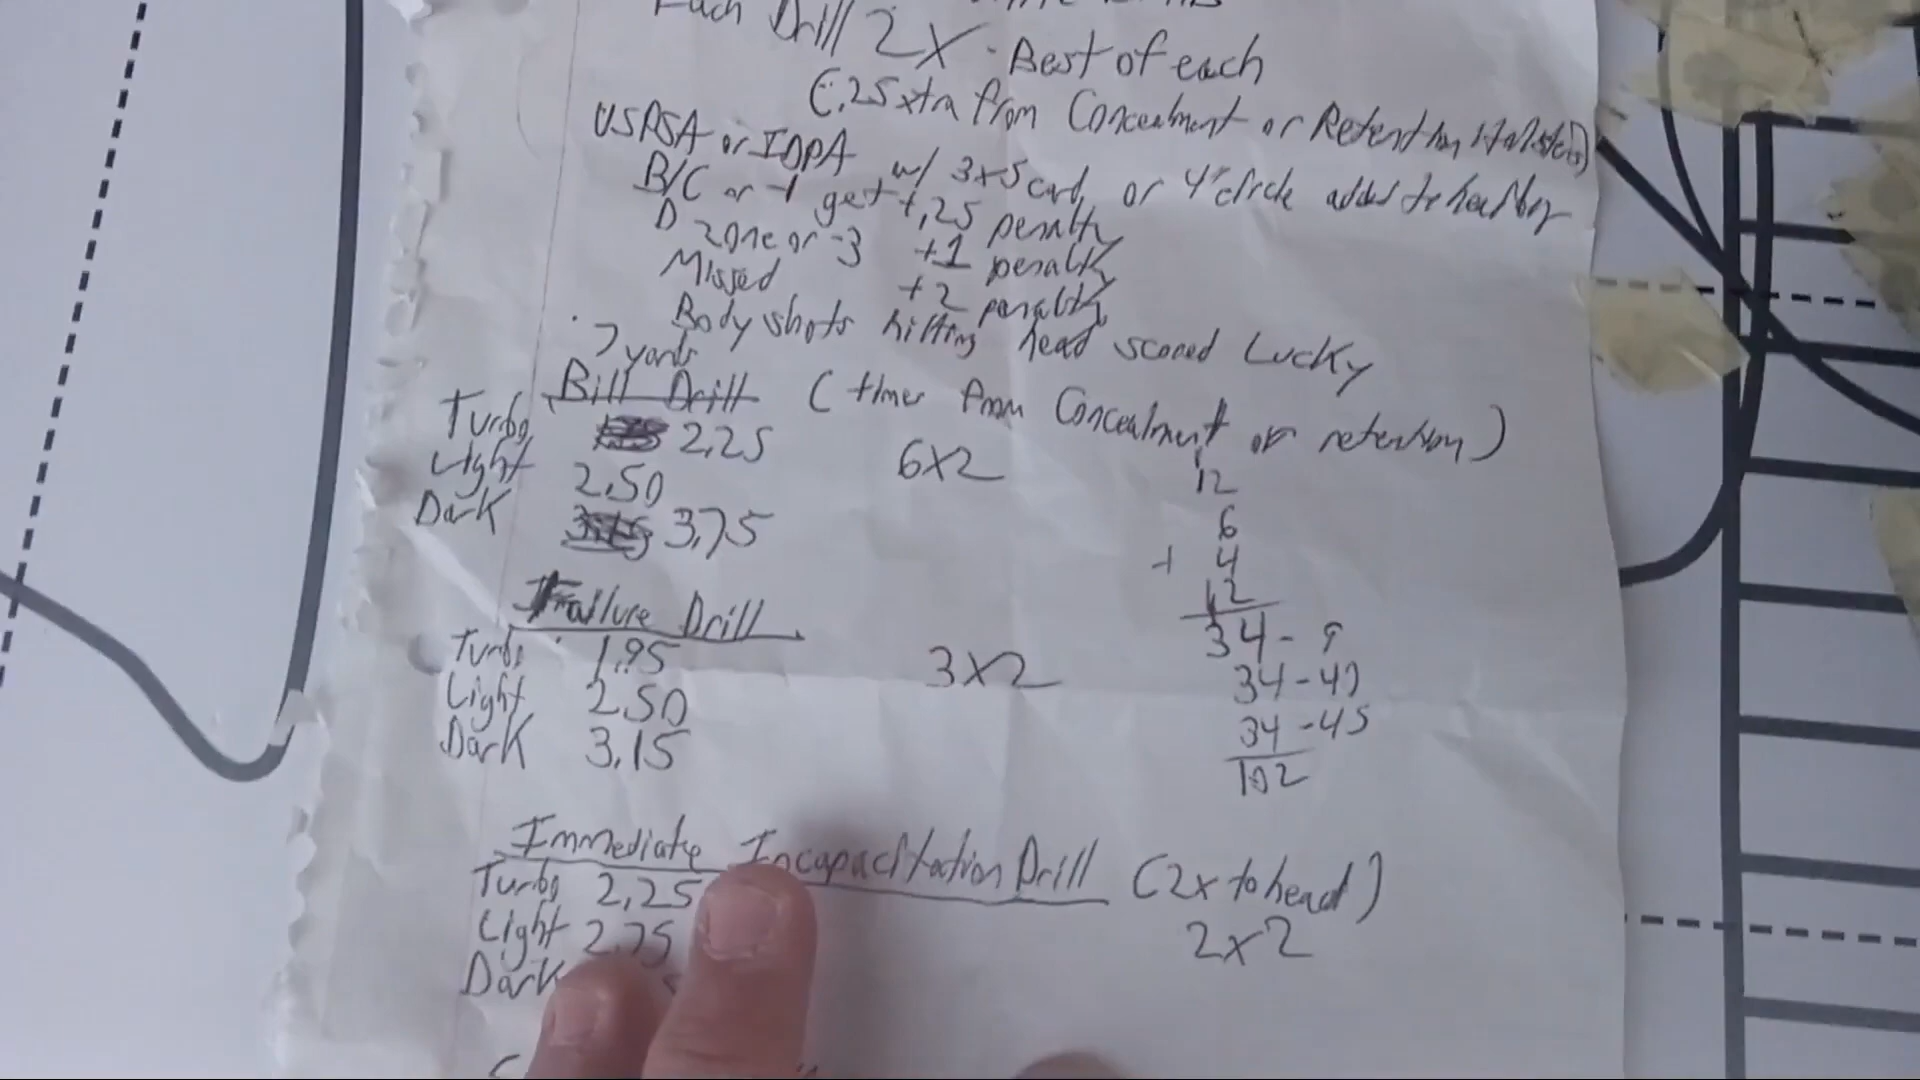 Each Drill 2X - Best of each
(.25 xtra from Concealment or Retention Holsters)
USPSA or IDPA w/ 3x5 card, or 4" circle added to head box
B/C or -1 get +.25 penalty
D zone or -3 +1 penalty
Missed +2 penalty
Body shots hitting head scored Lucky
7 yards
Bill Drill (times from Concealment or retention)
Turbo 2.25 6x2
Light 2.50
Dark 3.75
12
6
+ 4
12
34 - 9
34 - 47
34 - 45
102
Failure Drill
Turbo 1.95 3x2
Light 2.50
Dark 3.15
Immediate Incapacitation Drill (2x to head)
Turbo 2.25 2x2
Light 2.75
Dark